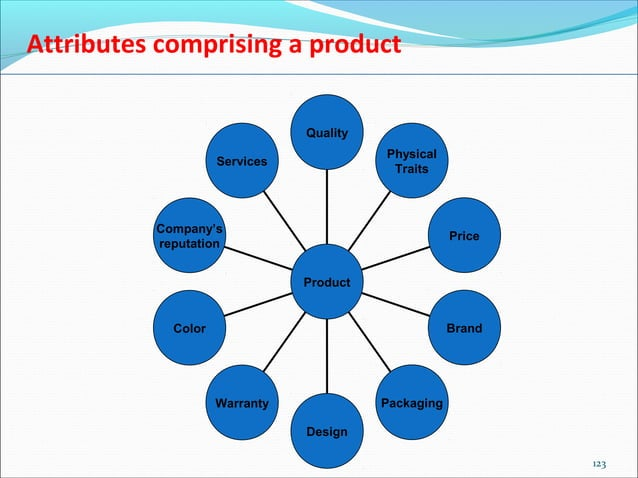 Attributes comprising a product
Quality
Physical
Traits
Services
Company's
reputation
Price
Product
Color
Brand
Warranty
Packaging
Design
123